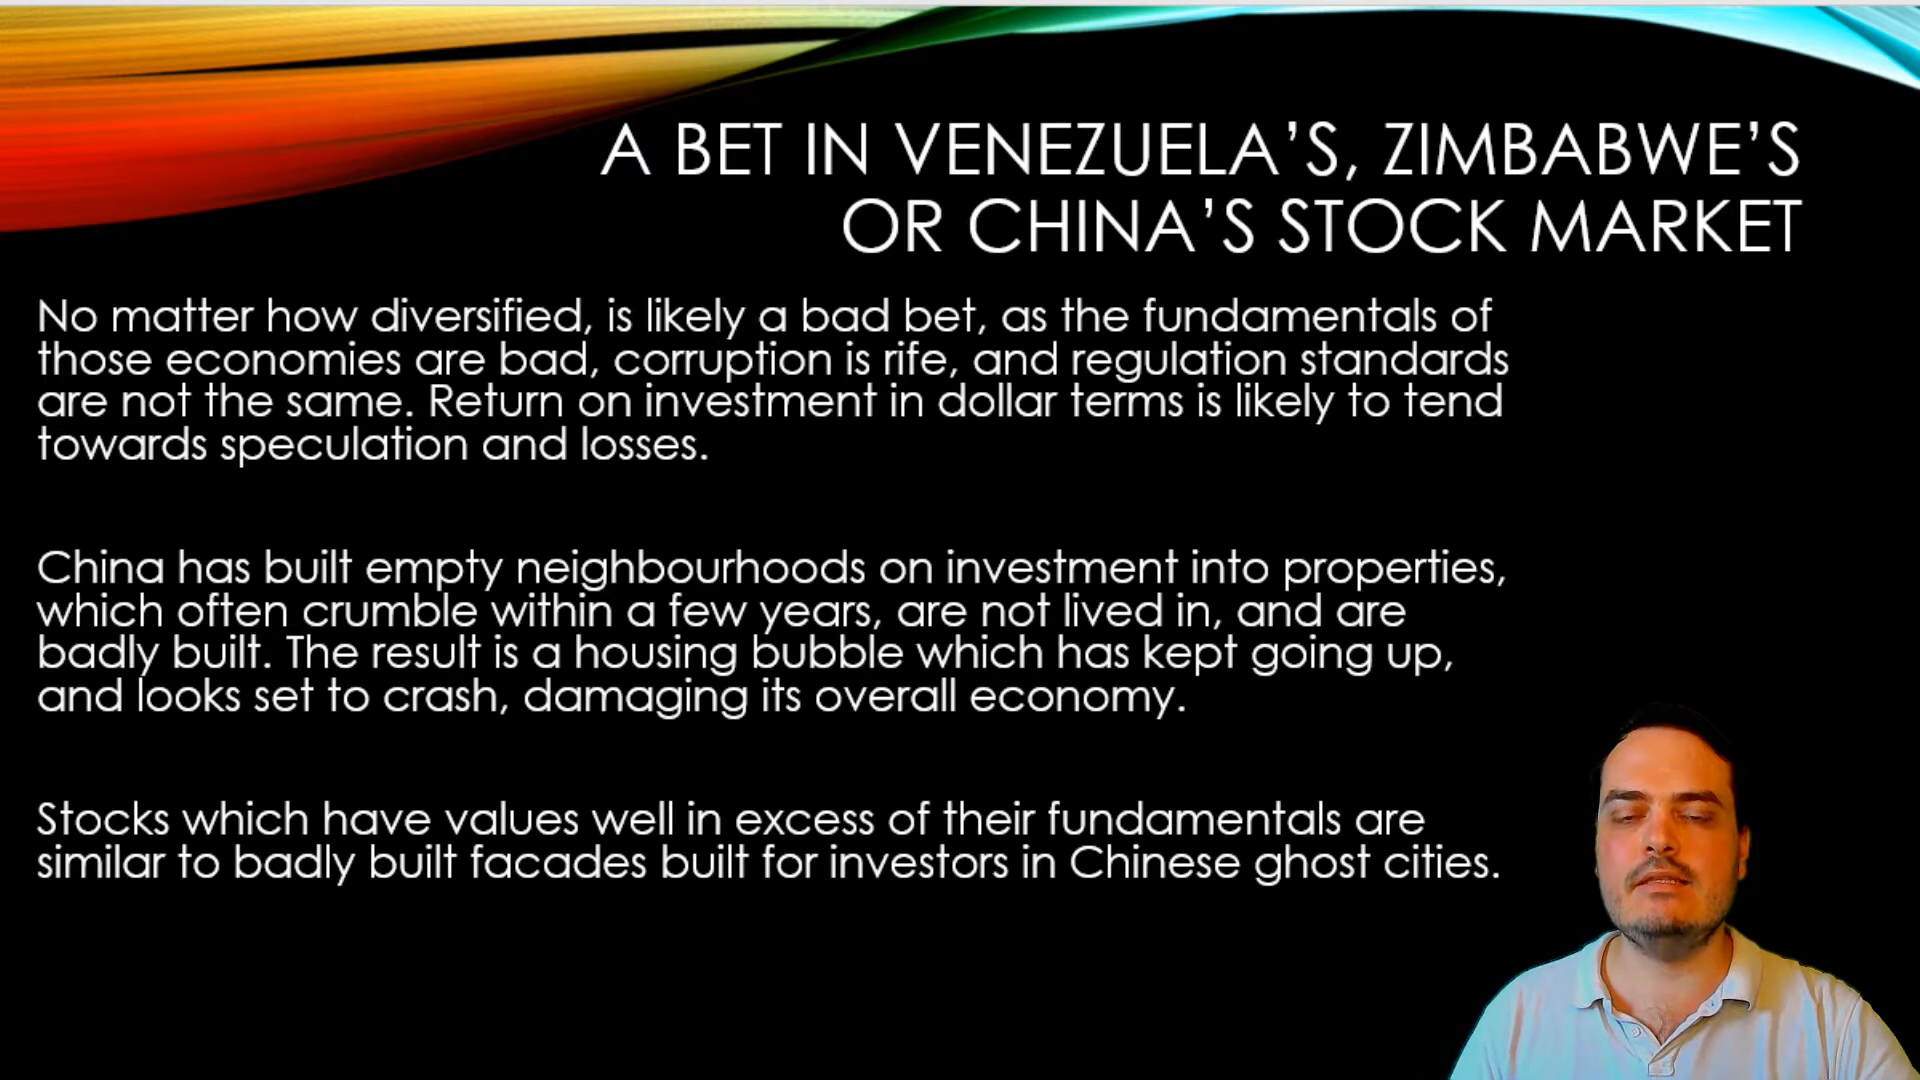 A BET IN VENEZUELA’S, ZIMBABWE’S
OR CHINA’S STOCK MARKET
No matter how diversified, is likely a bad bet, as the fundamentals of
those economies are bad, corruption is rife, and regulation standards
are not the same. Return on investment in dollar terms is likely to tend
towards speculation and losses.
China has built empty neighbourhoods on investment into properties,
which often crumble within a few years, are not lived in, and are
badly built. The result is a housing bubble which has kept going up,
and looks set to crash, damaging its overall economy.
Stocks which have values well in excess of their fundamentals are
similar to badly built facades built for investors in Chinese ghost cities.